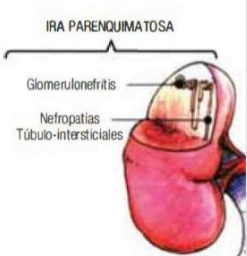 IRA PARENQUIMATOSA
Glomerulonefritis
Nefropatías
Túbulo-intersticiales